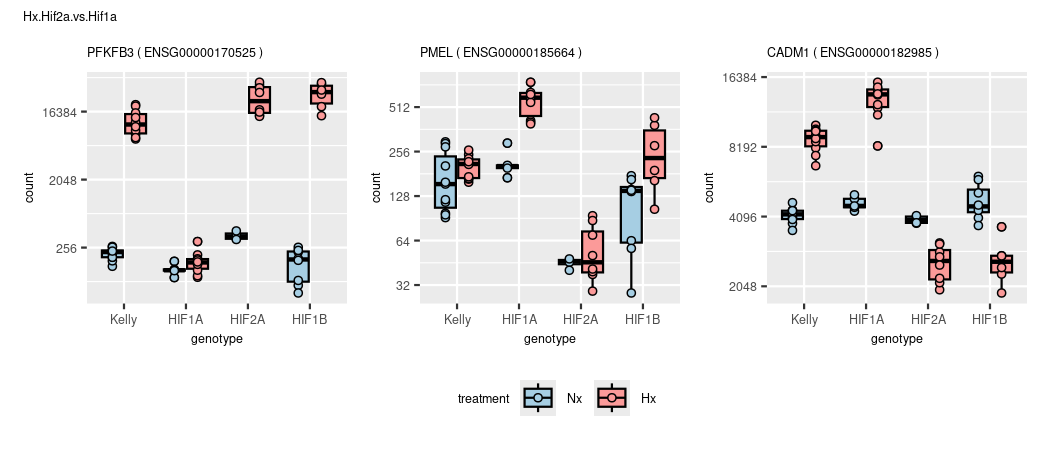 Hx.Hif2a.vs.Hif1a
PFKFB3 ( ENSG00000170525 )
count
16384
2048
256
Kelly HIF1A HIF2A HIF1B
genotype
PMEL ( ENSG00000185664 )
count
512
256
128
64
32
Kelly HIF1A HIF2A HIF1B
genotype
CADM1 ( ENSG00000182985 )
count
16384
8192
4096
2048
Kelly HIF1A HIF2A HIF1B
genotype
treatment Nx Hx